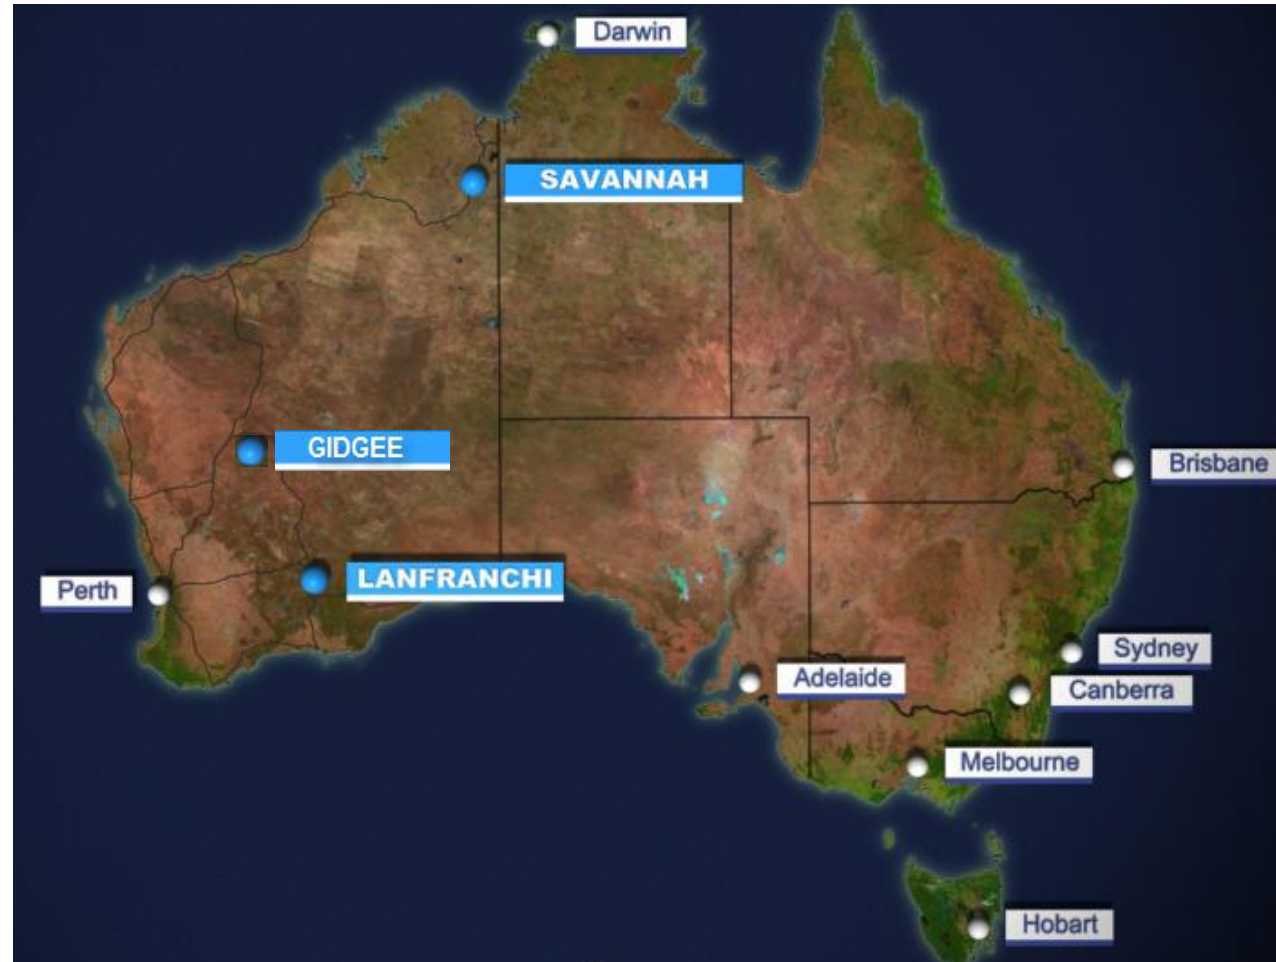 Darwin
SAVANNAH
GIDGEE
Brisbane
LANFRANCHI
Perth
Sydney
Adelaide
Canberra
Melbourne
Hobart